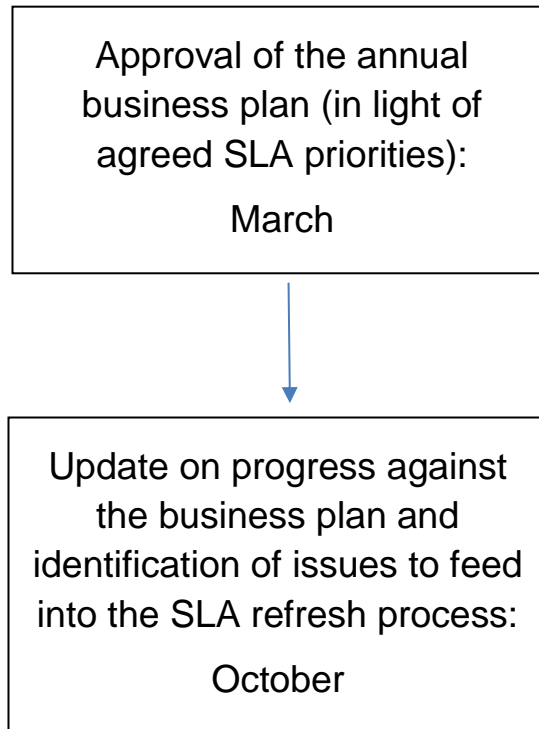 Approval of the annual
business plan (in light of
agreed SLA priorities):
March
Update on progress against
the business plan and
identification of issues to feed
into the SLA refresh process:
October